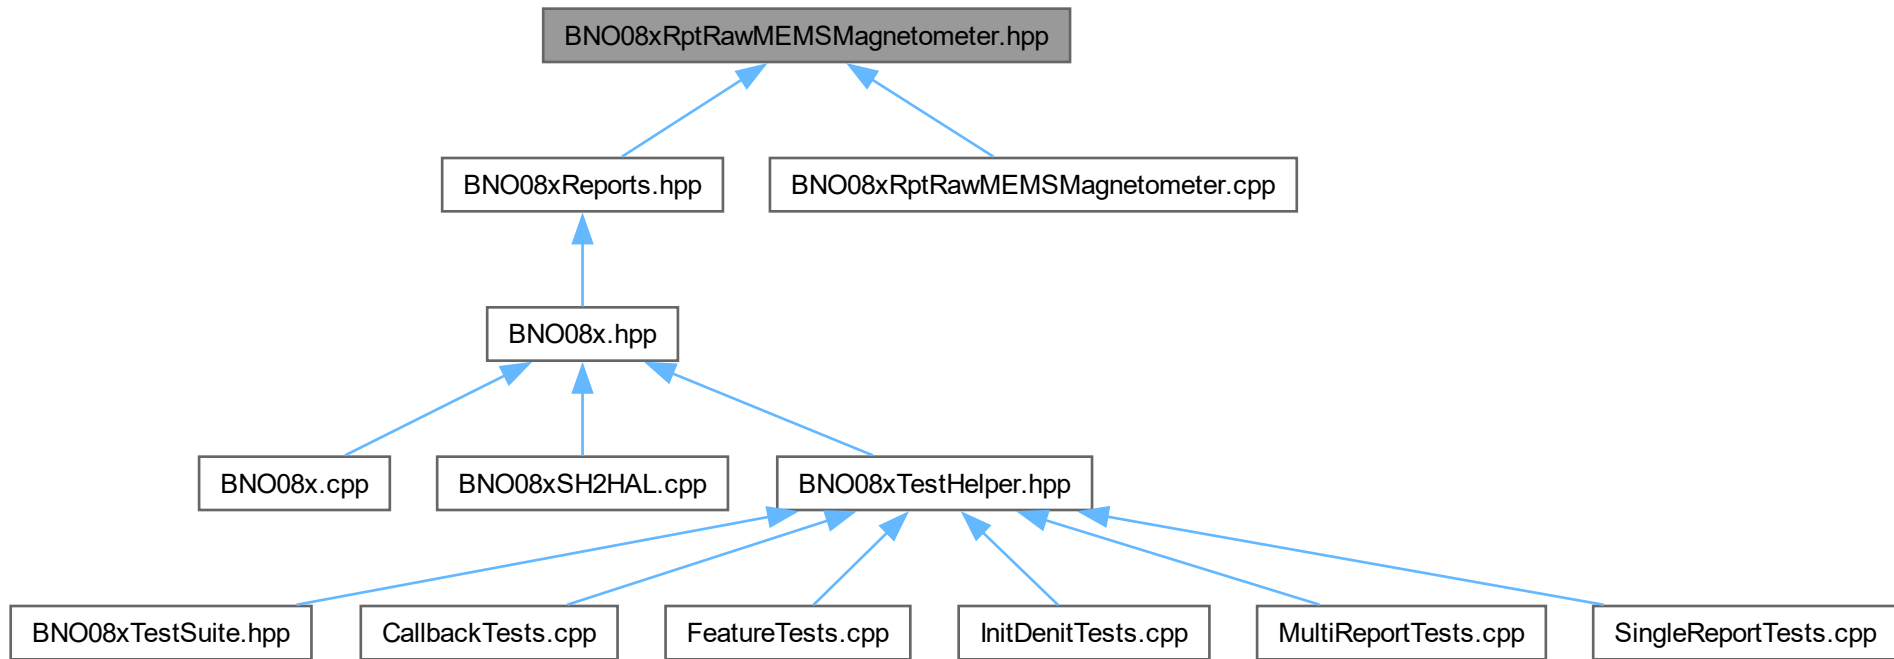 BNO08xRptRawMEMSMagnetometer.hpp
BNO08xReports.hpp
BNO08xRptRawMEMSMagnetometer.cpp
BNO08x.hpp
BNO08x.cpp
BNO08xSH2HAL.cpp
BNO08xTestHelper.hpp
BNO08xTestSuite.hpp
CallbackTests.cpp
FeatureTests.cpp
InitDenitTests.cpp
MultiReportTests.cpp
SingleReportTests.cpp